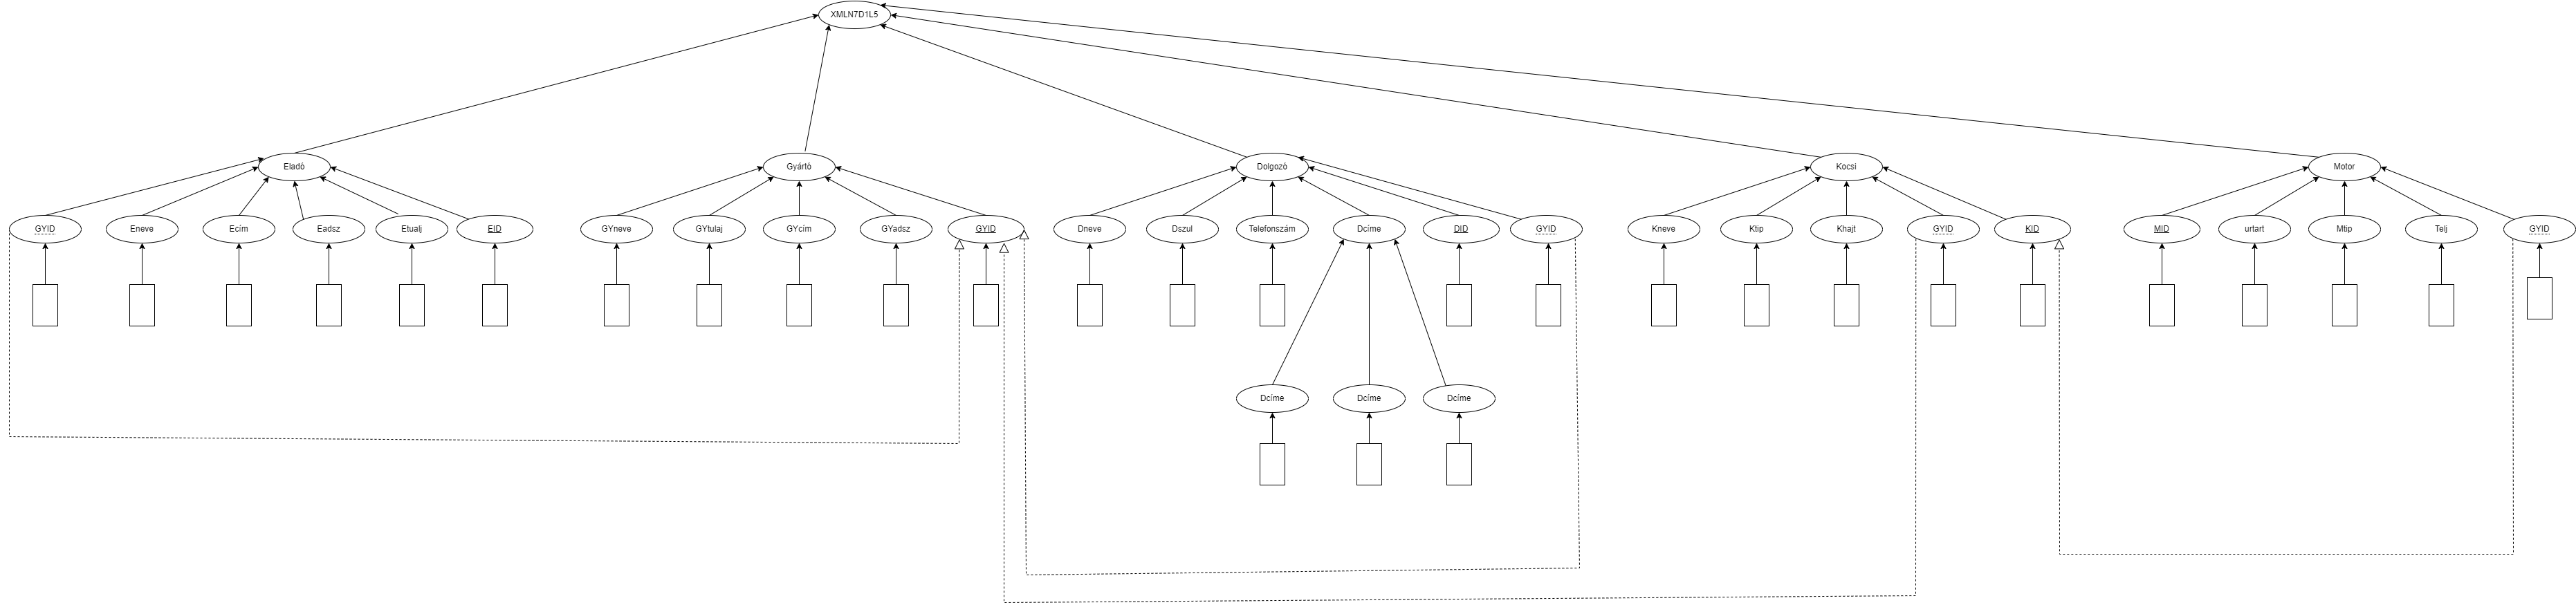 XMLN7D1L5
Eladó
Gyártó
Dolgozó
Kocsi
Motor
GYID
Eneve
Ecím
Eadsz
Etualj
EID
GYneve
GYtulaj
GYcím
GYadsz
GYID
Dneve
Dszul
Telefonszám
Dcíme
DID
GYID
Kneve
Ktip
Khajt
GYID
KID
MID
urtart
Mtip
Telj
GYID
Dcíme
Dcíme
Dcíme